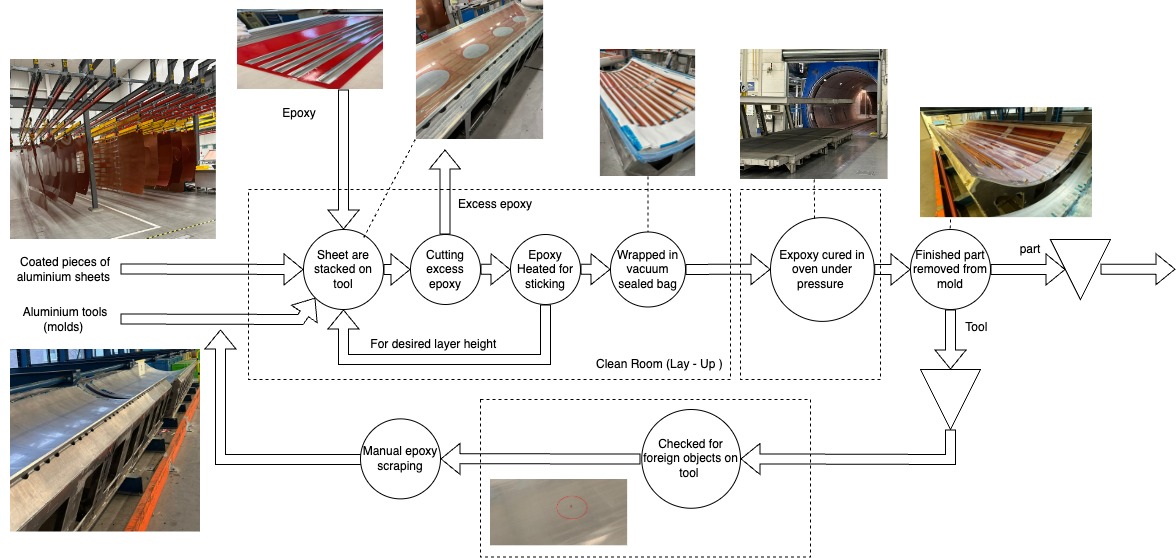 Epoxy
Excess epoxy
Coated pieces of
aluminium sheets
Aluminium tools
(molds)
Sheet are
stacked on
tool
Cutting
excess
epoxy
Epoxy
Heated for
sticking
Wrapped in
vacuum
sealed bag
Expoxy cured in
oven under
pressure
Finished part
removed from
mold
part
Tool
For desired layer height
Clean Room (Lay - Up )
Manual epoxy
scraping
Checked for
foreign objects on
tool